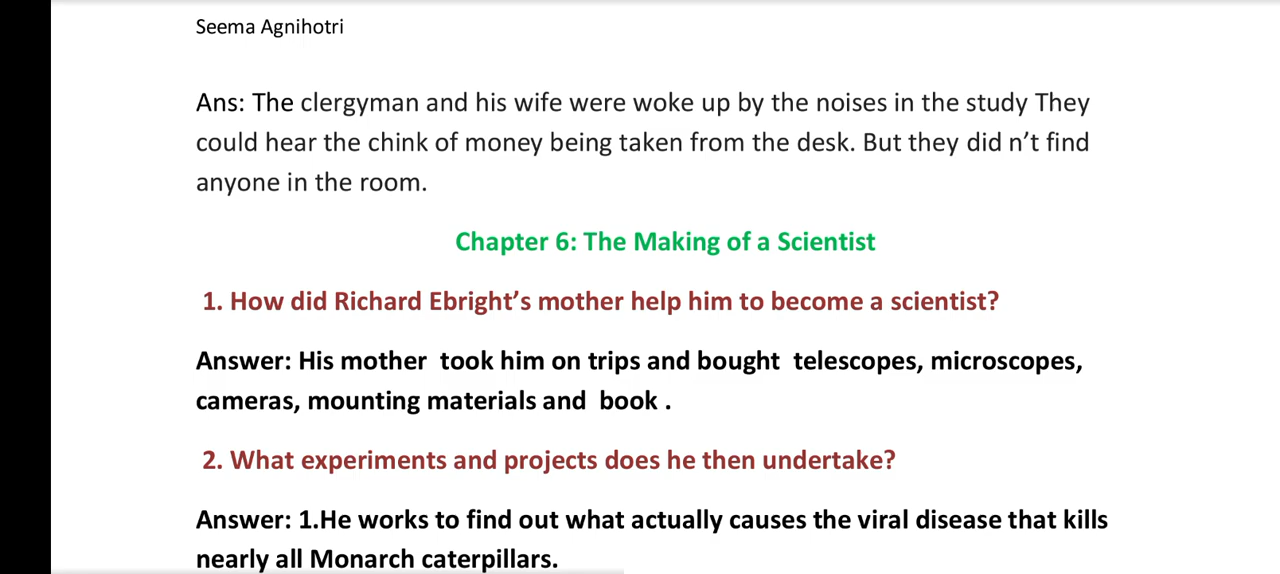 Seema Agnihotri
Ans: The clergyman and his wife were woke up by the noises in the study They
could hear the chink of money being taken from the desk. But they did n’t find
anyone in the room.
Chapter 6: The Making of a Scientist
1. How did Richard Ebright’s mother help him to become a scientist?
Answer: His mother  took him on trips and bought  telescopes, microscopes,
cameras, mounting materials and  book .
2. What experiments and projects does he then undertake?
Answer: 1.He works to find out what actually causes the viral disease that kills
nearly all Monarch caterpillars.